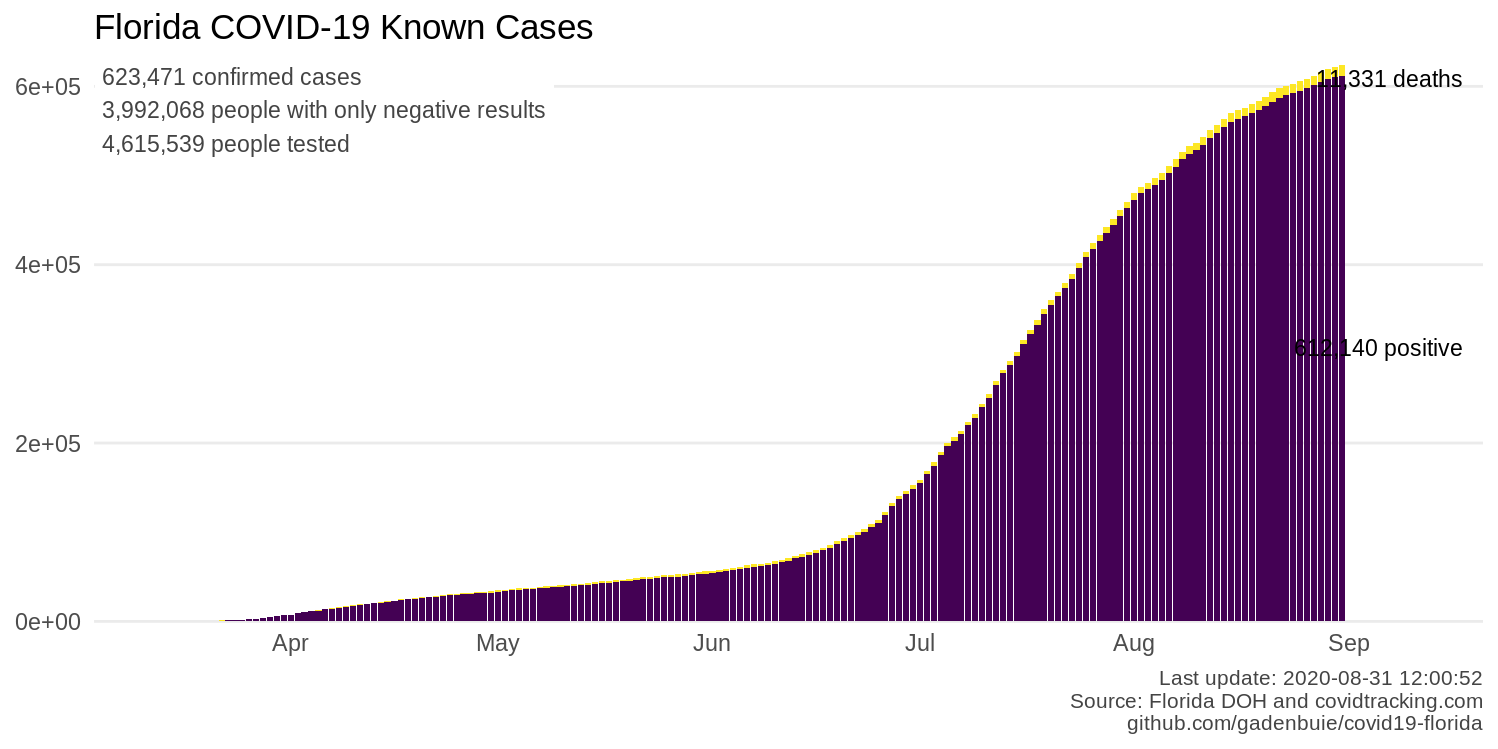 Florida COVID-19 Known Cases
623,471 confirmed cases
3,992,068 people with only negative results
4,615,539 people tested
6e+05
4e+05
2e+05
0e+00
11,331 deaths
612,140 positive
Apr May Jun Jul Aug Sep
Last update: 2020-08-31 12:00:52
Source: Florida DOH and covidtracking.com
github.com/gadenbuie/covid19-florida